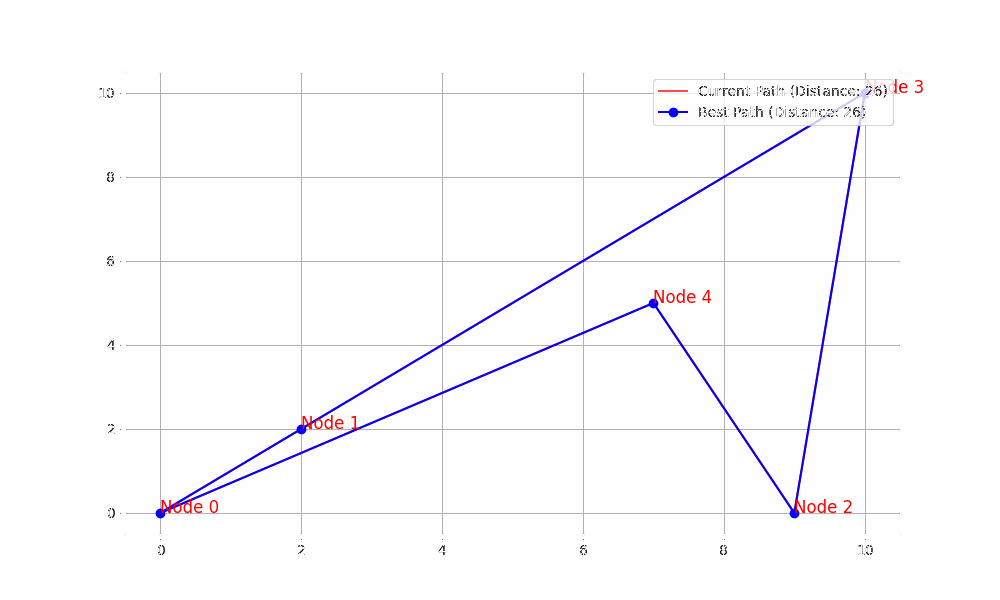 Current Path (Distance: 26)
Best Path (Distance: 26)
Node 3
10
8
6
Node 4
4
Node 1
2
Node 0
Node 2
0
0 2 4 6 8 10